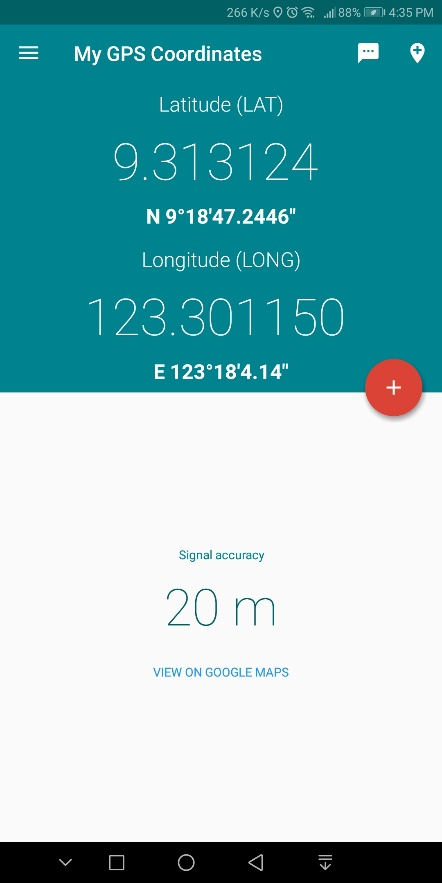 266 K/s 88% 4:35 PM
My GPS Coordinates
Latitude (LAT)
9.313124
N 9°18'47.2446"
Longitude (LONG)
123.301150
E 123°18'4.14"
Signal accuracy
20 m
VIEW ON GOOGLE MAPS